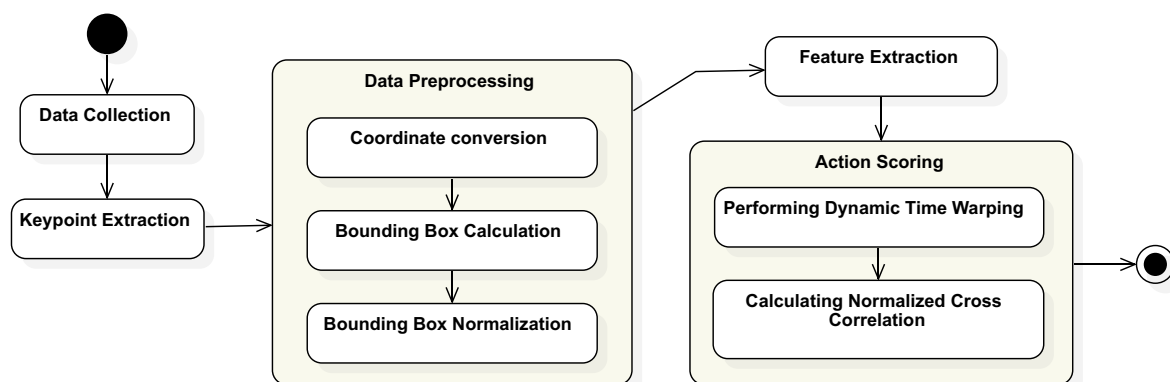 Data Collection
Keypoint Extraction
Data Preprocessing
Coordinate conversion
Bounding Box Calculation
Bounding Box Normalization
Feature Extraction
Action Scoring
Performing Dynamic Time Warping
Calculating Normalized Cross
Correlation